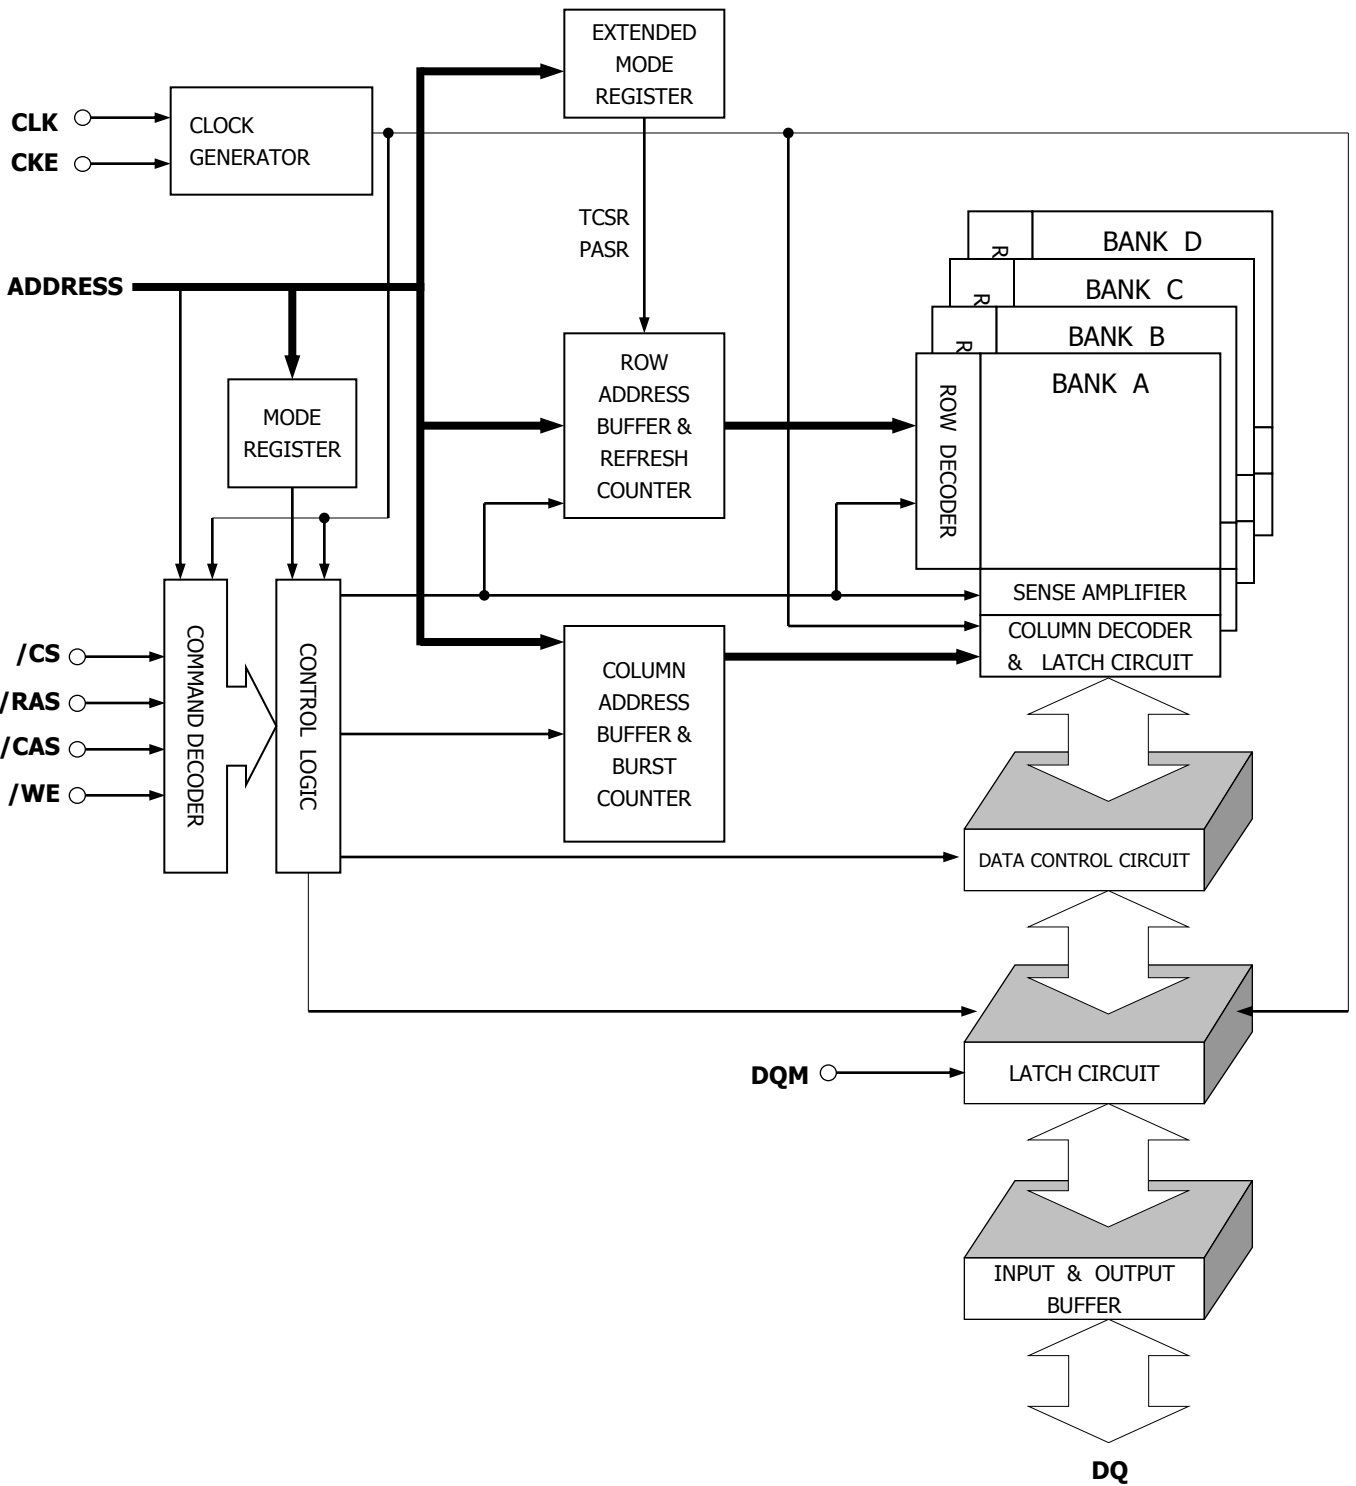 EXTENDED
MODE
REGISTER
CLK
CKE
CLOCK
GENERATOR
TCSR
PASR
ADDRESS
R
BANK D
R
BANK C
R
BANK B
BANK A
ROW DECODER
ROW
ADDRESS
BUFFER &
REFRESH
COUNTER
MODE
REGISTER
SENSE AMPLIFIER
COLUMN DECODER
& LATCH CIRCUIT
/CS
/RAS
/CAS
/WE
COMMAND DECODER
CONTROL LOGIC
COLUMN
ADDRESS
BUFFER &
BURST
COUNTER
DATA CONTROL CIRCUIT
DQM
LATCH CIRCUIT
INPUT & OUTPUT
BUFFER
DQ